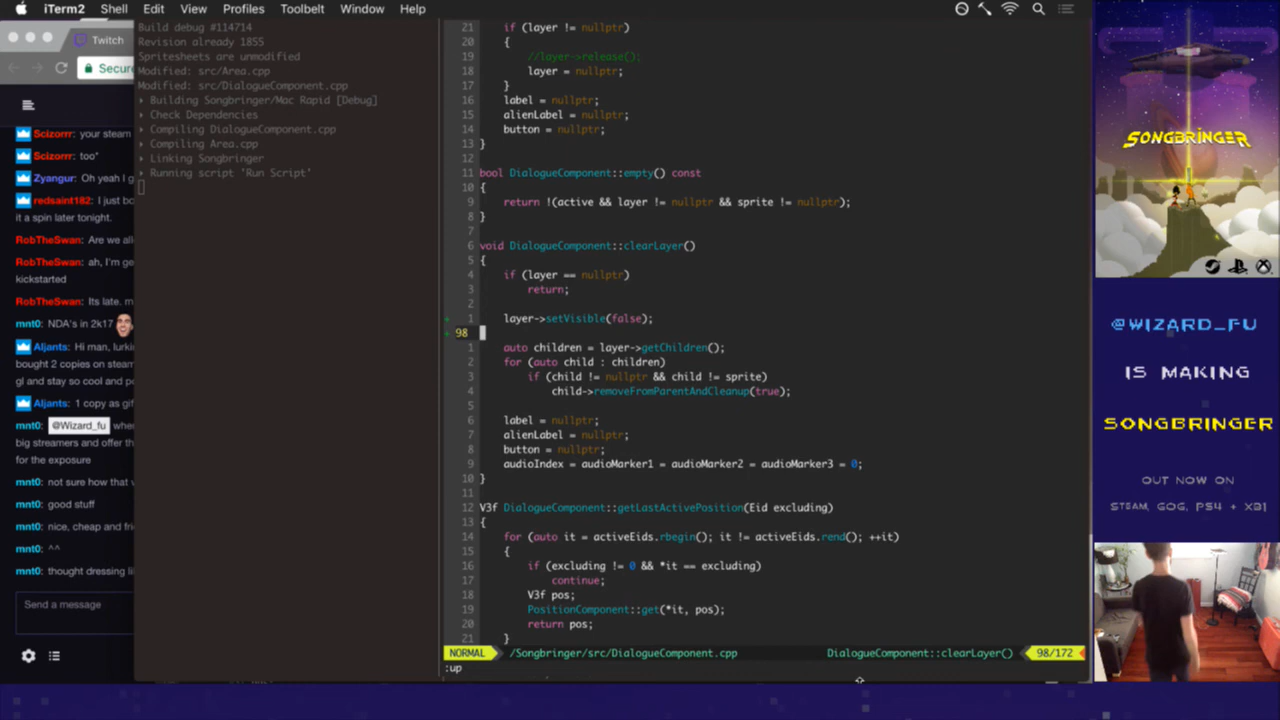 iTerm2 Shell Edit View Profiles Toolbelt Window Help
Twitch
Secure
Scizorrr: your steam
Scizorrr: too*
Zyangur: Oh yeah I g
redsaint182: I just bo
it a spin later tonight.
RobTheSwan: Are we all
RobTheSwan: ah, I'm ge
kickstarted
RobTheSwan: Its late. m
mnt0: NDA's in 2k17
Aljants: Hi man, lurki
bought 2 copies on steam
gl and stay so cool and po
Aljants: 1 copy as gif
mnt0: @Wizard_fu whe
big streamers and offer th
for the exposure
mnt0: not sure how that v
mnt0: good stuff
mnt0: nice, cheap and fri
mnt0: ^^
mnt0: thought dressing li
Send a message
Build debug #114714
Revision already 1855
Spritesheets are unmodified
Modified: src/Area.cpp
Modified: src/DialogueComponent.cpp
Building Songbringer/Mac Rapid [Debug]
Check Dependencies
Compiling DialogueComponent.cpp
Compiling Area.cpp
Linking Songbringer
Running script 'Run Script'
21 if (layer != nullptr)
20 {
19 //layer->release();
18 layer = nullptr;
17 }
16 label = nullptr;
15 alienLabel = nullptr;
14 button = nullptr;
13 }
12
11 bool DialogueComponent::empty() const
10 {
9 return !(active && layer != nullptr && sprite != nullptr);
8 }
7
6 void DialogueComponent::clearLayer()
5 {
4 if (layer == nullptr)
3 return;
2
+ 1 layer->setVisible(false);
+ 98
1 auto children = layer->getChildren();
2 for (auto child : children)
3 if (child != nullptr && child != sprite)
4 child->removeFromParentAndCleanup(true);
5
6 label = nullptr;
7 alienLabel = nullptr;
8 button = nullptr;
9 audioIndex = audioMarker1 = audioMarker2 = audioMarker3 = 0;
10 }
11
12 V3f DialogueComponent::getLastActivePosition(Eid excluding)
13 {
14 for (auto it = activeEids.rbegin(); it != activeEids.rend(); ++it)
15 {
16 if (excluding != 0 && *it == excluding)
17 continue;
18 V3f pos;
19 PositionComponent::get(*it, pos);
20 return pos;
21 }
NORMAL /Songbringer/src/DialogueComponent.cpp DialogueComponent::clearLayer() 98/172
:up
SONGBRINGER
@WIZARD_FU
IS MAKING
SONGBRINGER
OUT NOW ON
STEAM, GOG, PS4 + XB1